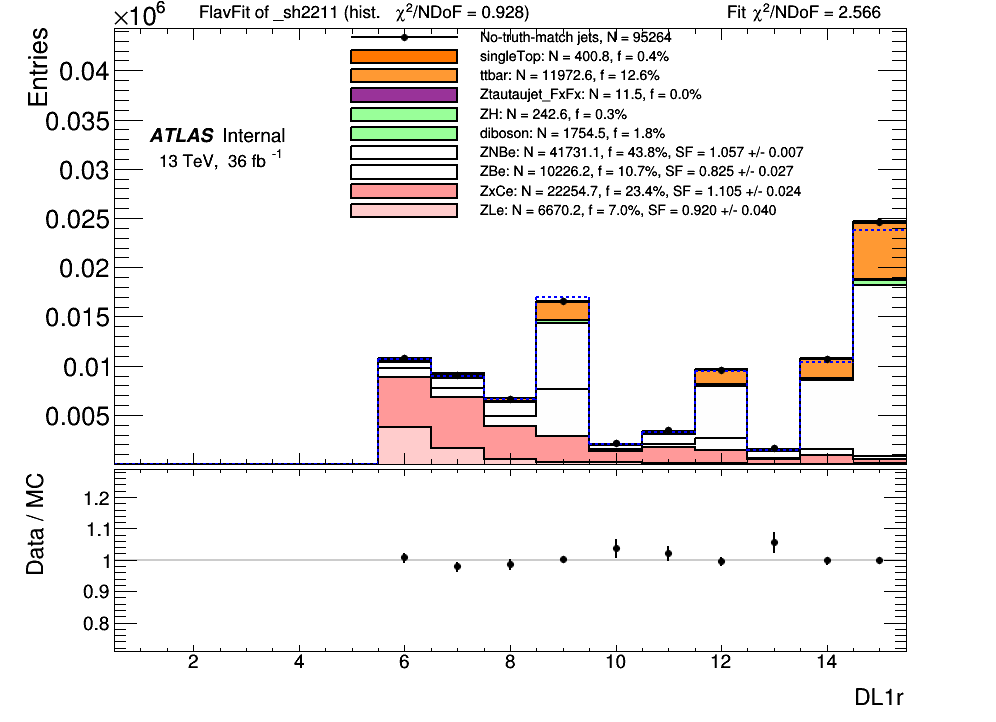 FlavFit of _sh2211 (hist. χ²/NDoF = 0.928) Fit χ²/NDoF = 2.566
×10⁶
Entries
0.04
0.035
0.03
0.025
0.02
0.015
0.01
0.005
ATLAS Internal
13 TeV, 36 fb⁻¹
No-truth-match jets, N = 95264
singleTop: N = 400.8, f = 0.4%
ttbar: N = 11972.6, f = 12.6%
Ztautaujet_FxFx: N = 11.5, f = 0.0%
ZH: N = 242.6, f = 0.3%
diboson: N = 1754.5, f = 1.8%
ZNBe: N = 41731.1, f = 43.8%, SF = 1.057 +/- 0.007
ZBe: N = 10226.2, f = 10.7%, SF = 0.825 +/- 0.027
ZxCe: N = 22254.7, f = 23.4%, SF = 1.105 +/- 0.024
ZLe: N = 6670.2, f = 7.0%, SF = 0.920 +/- 0.040
Data / MC
1.2
1.1
1
0.9
0.8
2 4 6 8 10 12 14
DL1r